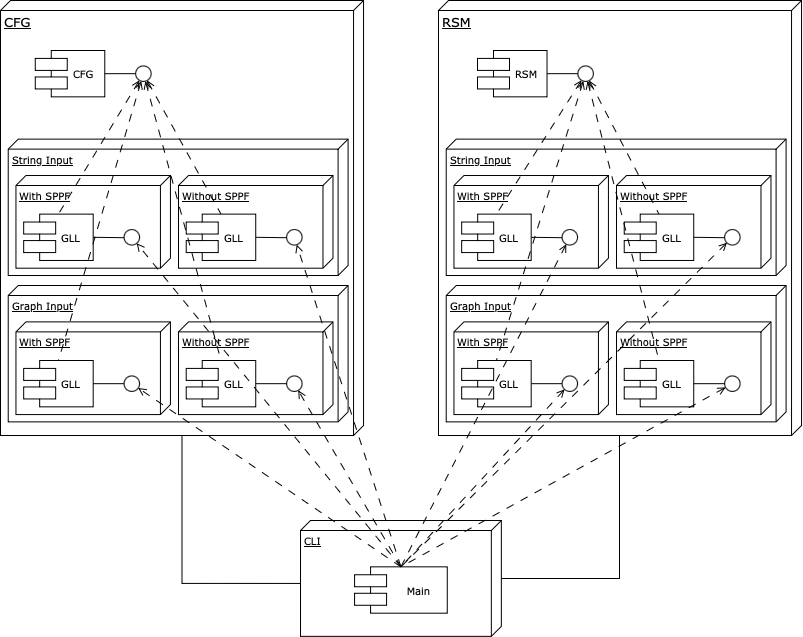 CFG
CFG
String Input
With SPPF
GLL
Without SPPF
GLL
Graph Input
With SPPF
GLL
Without SPPF
GLL
RSM
RSM
String Input
With SPPF
GLL
Without SPPF
GLL
Graph Input
With SPPF
GLL
Without SPPF
GLL
CLI
Main